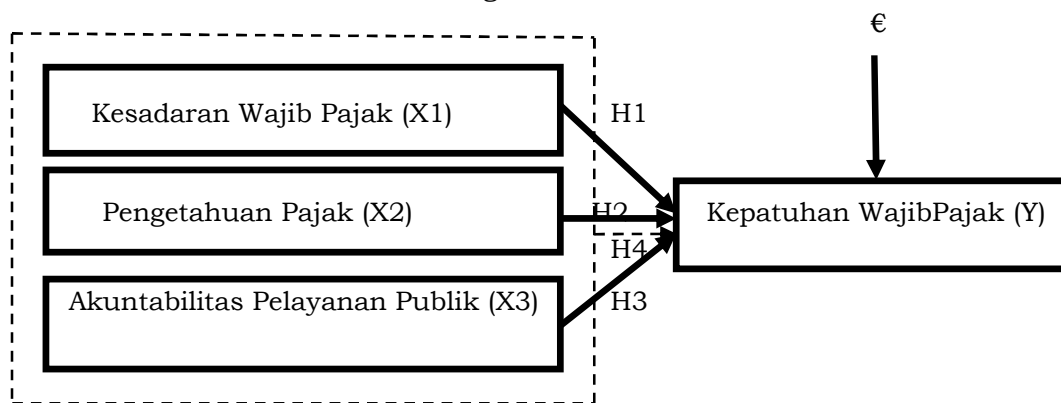 €
Kesadaran Wajib Pajak (X1)
H1
Pengetahuan Pajak (X2)
H2
Kepatuhan WajibPajak (Y)
H4
Akuntabilitas Pelayanan Publik (X3)
H3